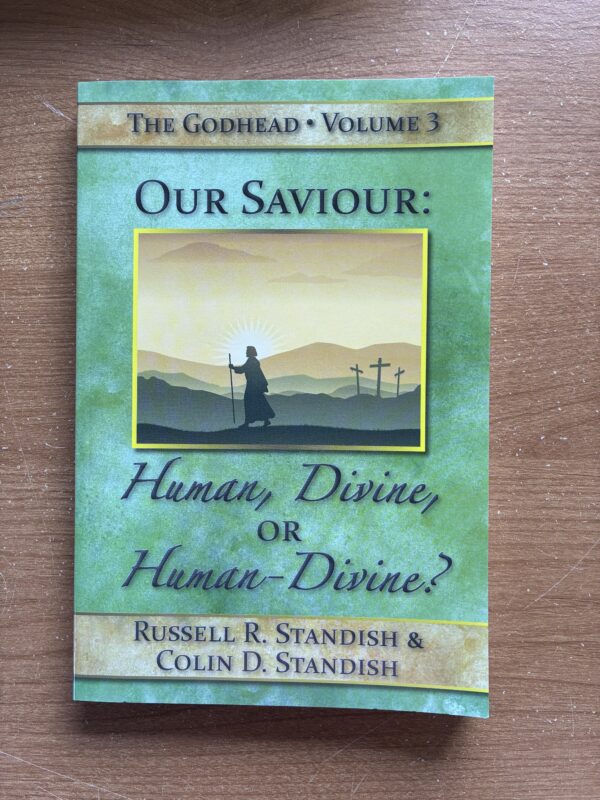 The Godhead • Volume 3
Our Saviour:
Human, Divine,
or
Human-Divine?
Russell R. Standish &
Colin D. Standish